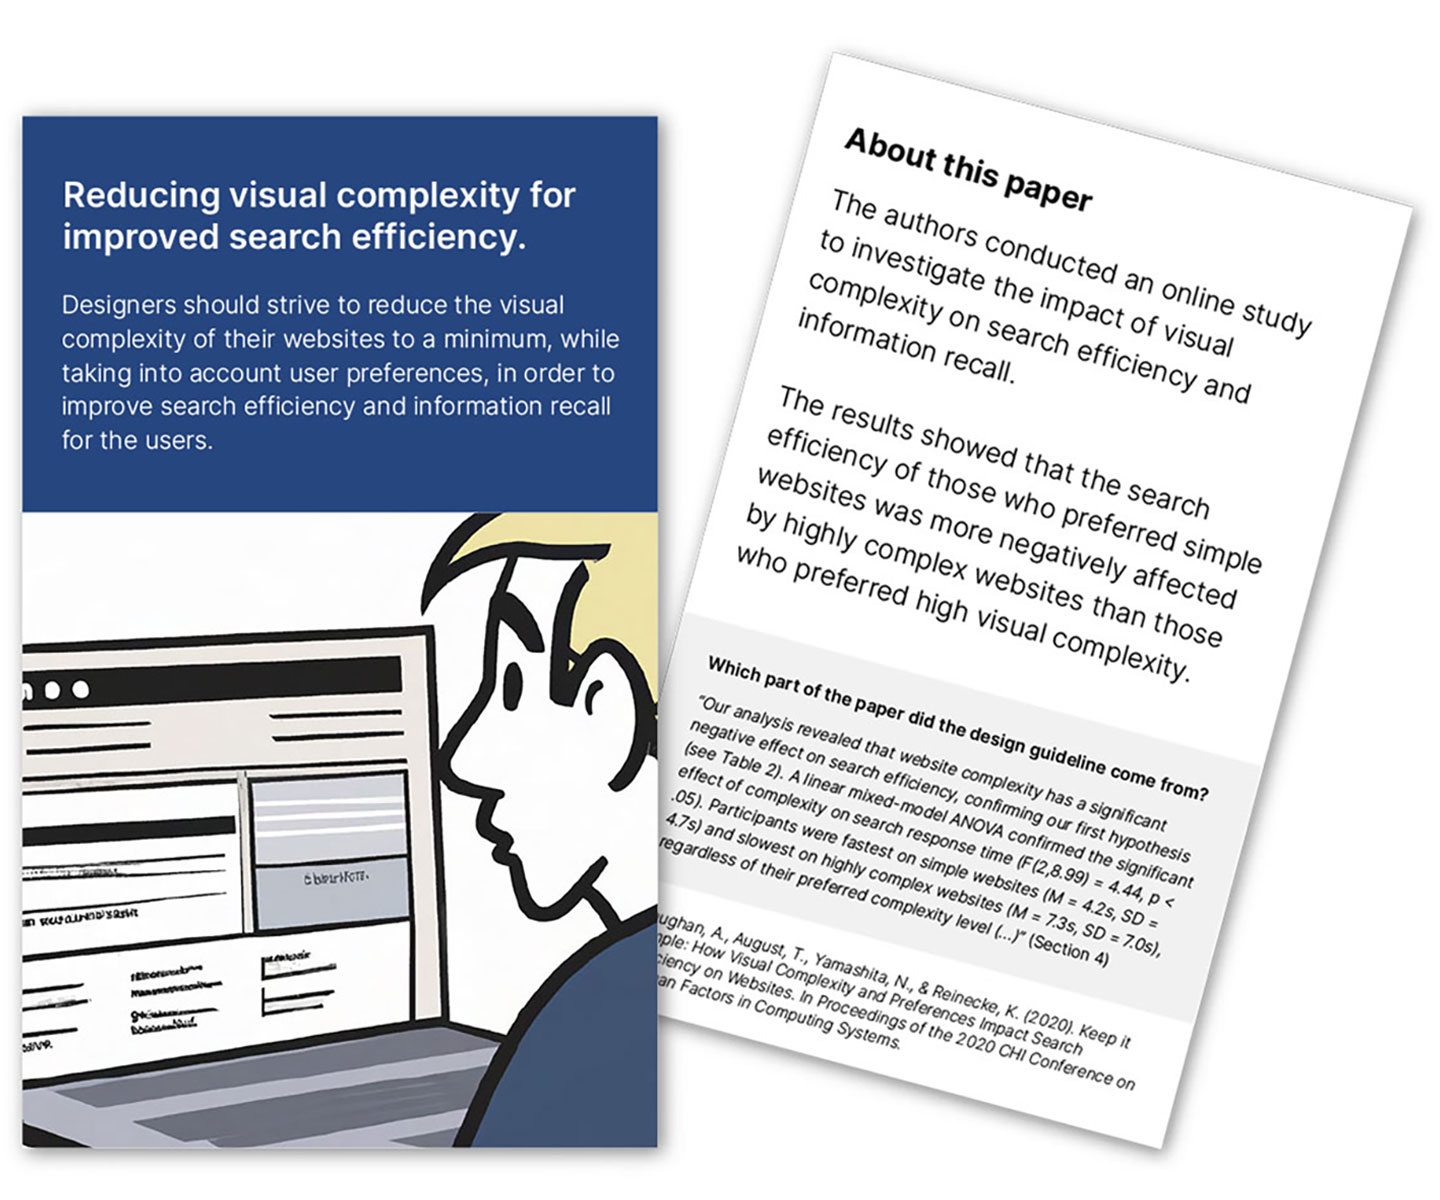 Reducing visual complexity for
improved search efficiency.
Designers should strive to reduce the visual
complexity of their websites to a minimum, while
taking into account user preferences, in order to
improve search efficiency and information recall
for the users.
About this paper
The authors conducted an online study
to investigate the impact of visual
complexity on search efficiency and
information recall.
The results showed that the search
efficiency of those who preferred simple
websites was more negatively affected
by highly complex websites than those
who preferred high visual complexity.
Which part of the paper did the design guideline come from?
“Our analysis revealed that website complexity has a significant
negative effect on search efficiency, confirming our first hypothesis
(see Table 2). A linear mixed-model ANOVA confirmed the significant
effect of complexity on search response time (F(2,8.99) = 4.44, p <
.05). Participants were fastest on simple websites (M = 4.2s, SD =
4.7s) and slowest on highly complex websites (M = 7.3s, SD = 7.0s),
regardless of their preferred complexity level (...)” (Section 4)
ughan, A., August, T., Yamashita, N., & Reinecke, K. (2020). Keep it
mple: How Visual Complexity and Preferences Impact Search
ciency on Websites. In Proceedings of the 2020 CHI Conference on
an Factors in Computing Systems.